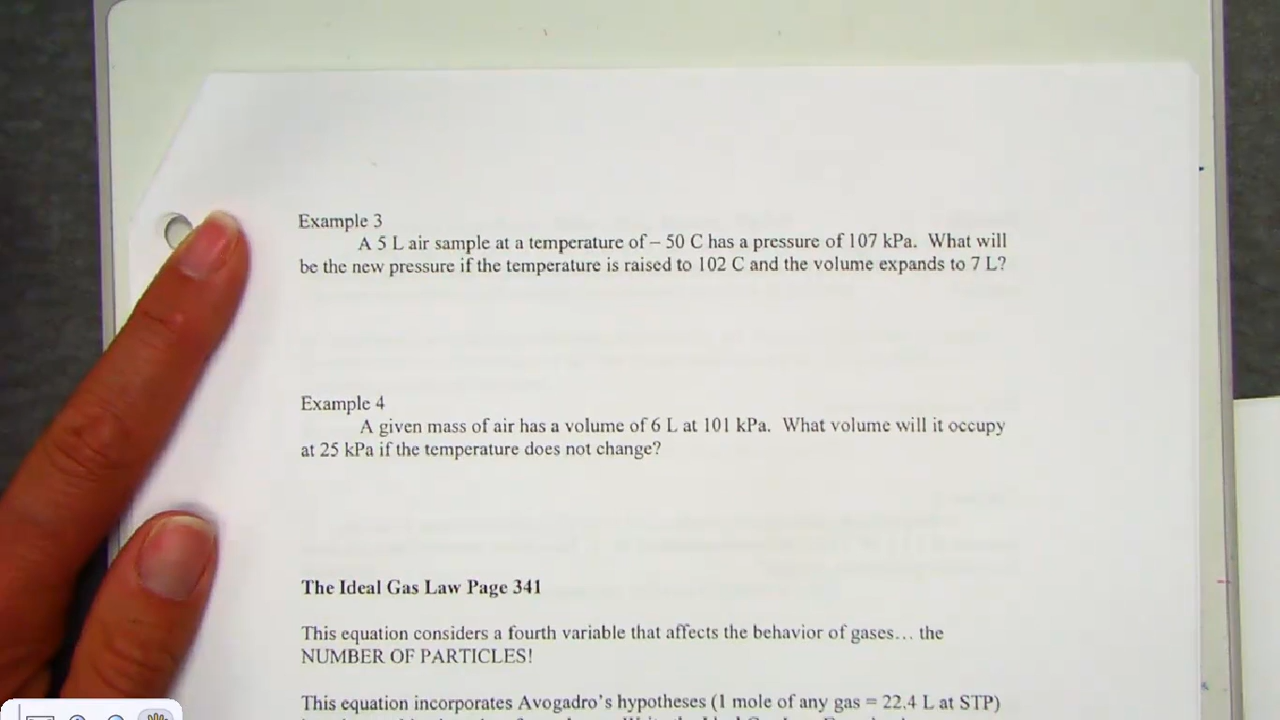 Example 3
A 5 L air sample at a temperature of – 50 C has a pressure of 107 kPa. What will
be the new pressure if the temperature is raised to 102 C and the volume expands to 7 L?
Example 4
A given mass of air has a volume of 6 L at 101 kPa. What volume will it occupy
at 25 kPa if the temperature does not change?
The Ideal Gas Law Page 341
This equation considers a fourth variable that affects the behavior of gases… the
NUMBER OF PARTICLES!
This equation incorporates Avogadro's hypotheses (1 mole of any gas = 22.4 L at STP)